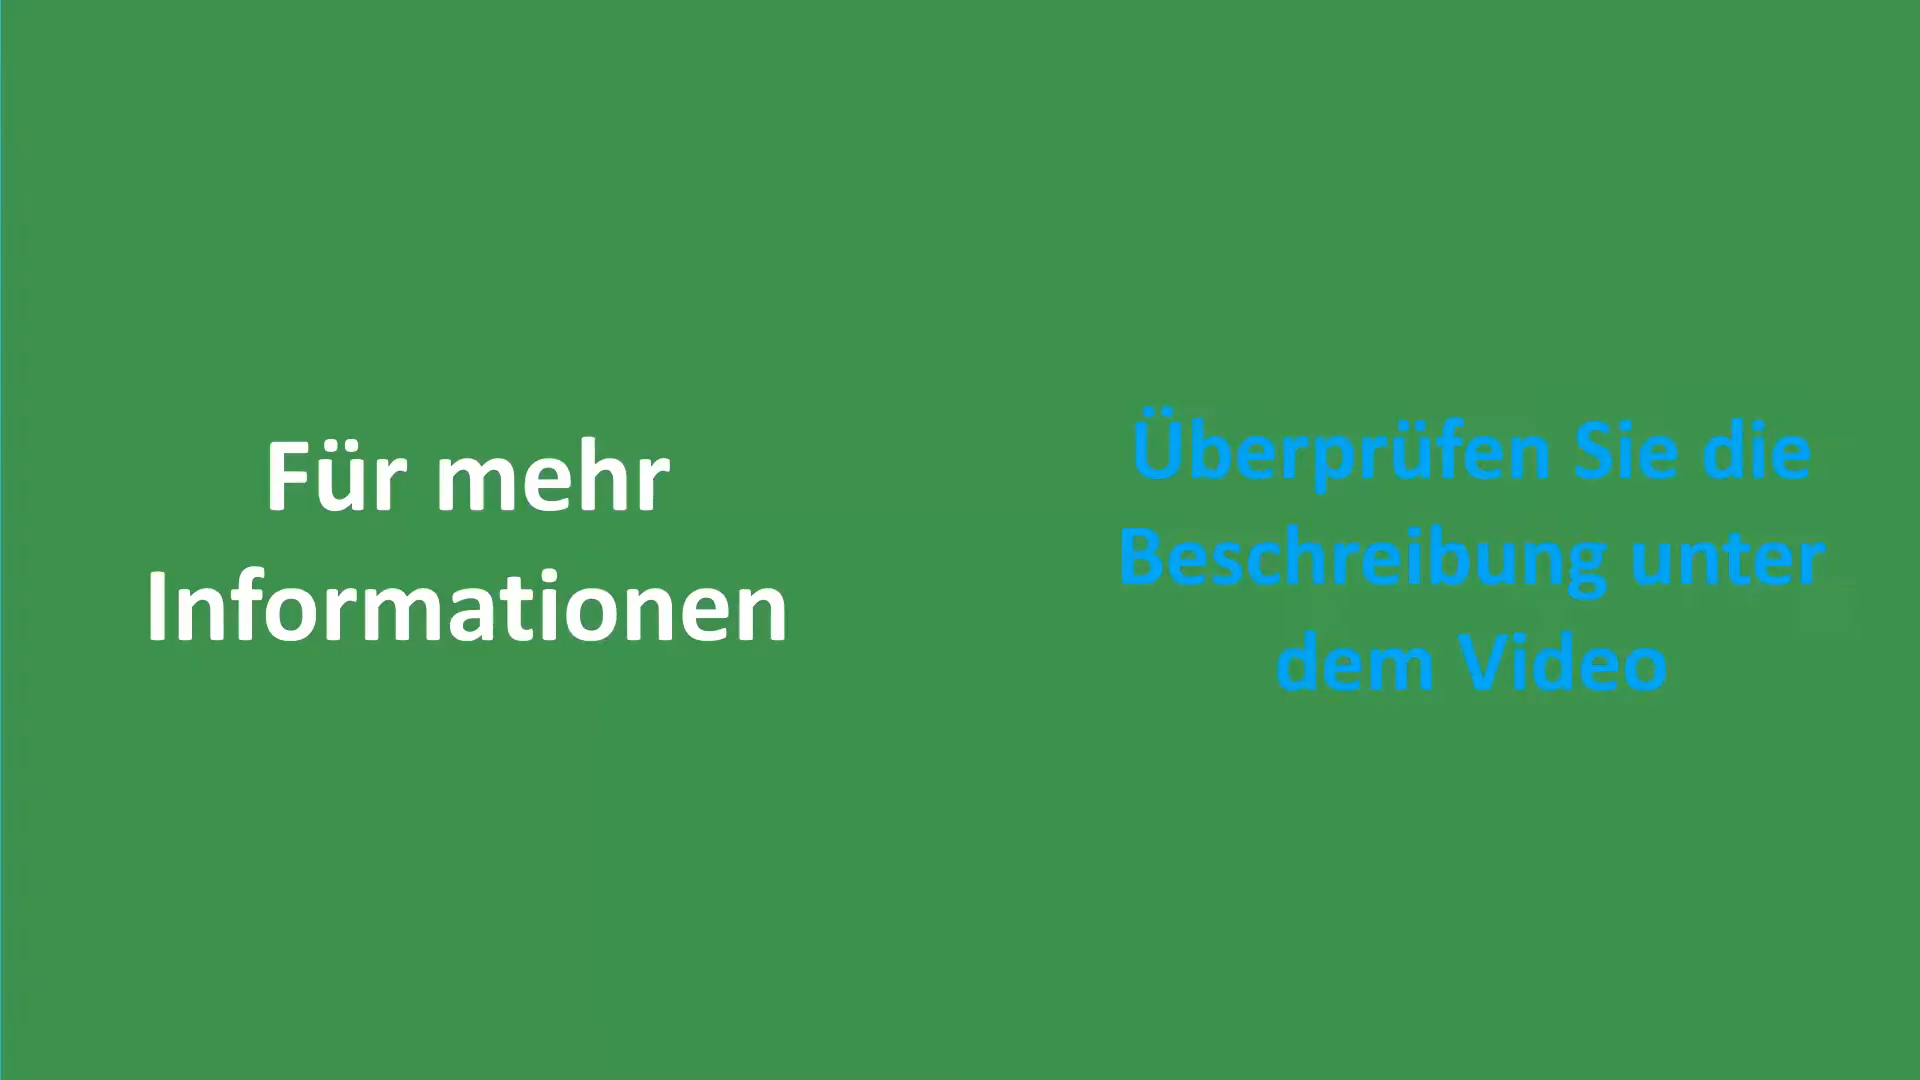 Für mehr
Informationen
Überprüfen Sie die
Beschreibung unter
dem Video